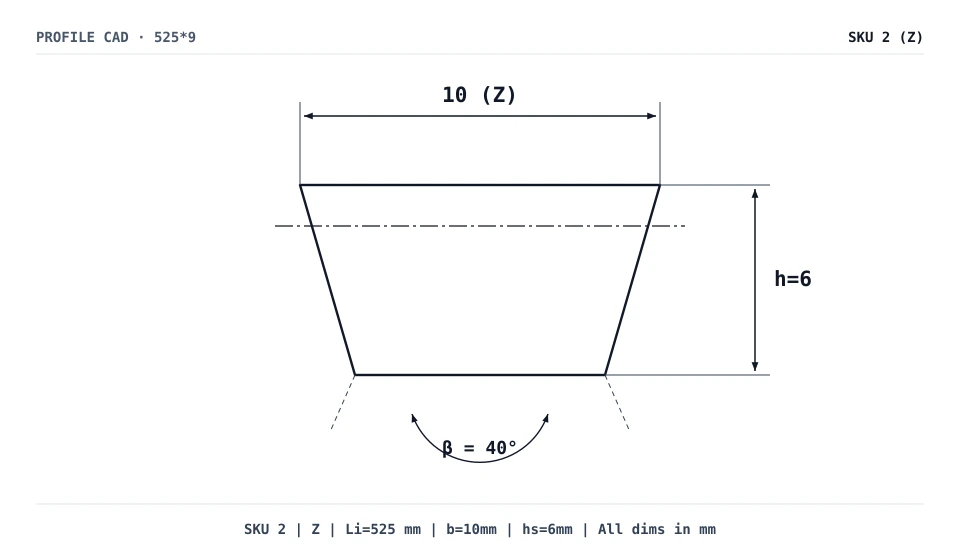 PROFILE CAD · 525*9
SKU 2 (Z)
10 (Z)
h=6
β = 40°
SKU 2 | Z | Li=525 mm | b=10mm | hs=6mm | All dims in mm